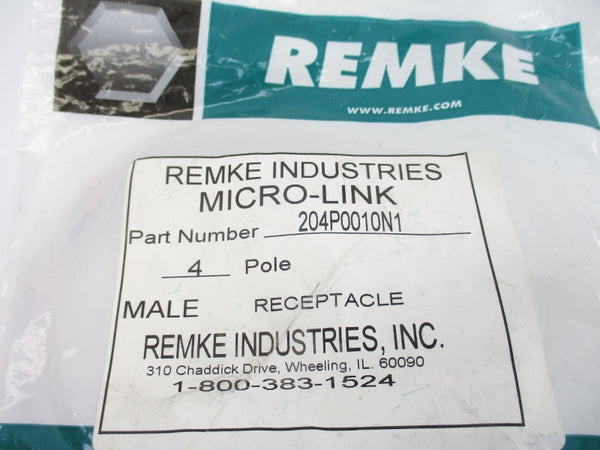 REMKE
WWW.REMKE.COM
REMKE INDUSTRIES
MICRO-LINK
Part Number 204P0010N1
4 Pole
MALE RECEPTACLE
REMKE INDUSTRIES, INC.
310 Chaddick Drive, Wheeling, IL. 60090
1-800-383-1524